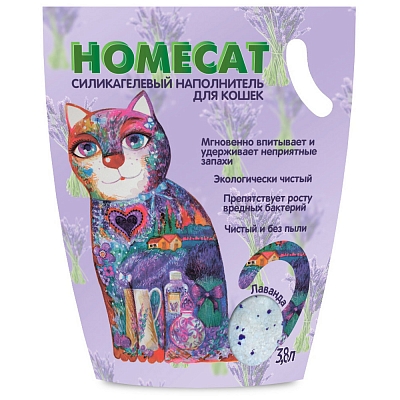 HOMECAT
СИЛИКАГЕЛЕВЫЙ НАПОЛНИТЕЛЬ
ДЛЯ КОШЕК
Мгновенно впитывает и
удерживает неприятные
запахи
Экологически чистый
Препятствует росту
вредных бактерий
Чистый и без пыли
Лаванда
3,8л